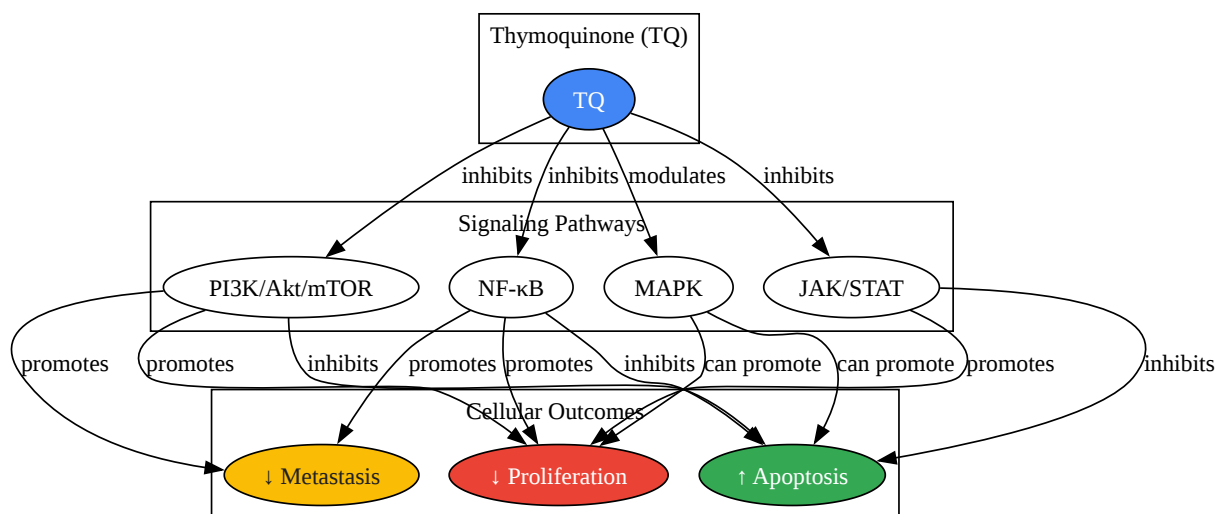 Thymoquinone (TQ)
TQ
inhibits
inhibits
modulates
inhibits
Signaling Pathways
PI3K/Akt/mTOR
NF-κB
MAPK
JAK/STAT
promotes
promotes
inhibits
promotes
promotes
inhibits
can promote
can promote
promotes
inhibits
Cellular Outcomes
↓ Metastasis
↓ Proliferation
↑ Apoptosis